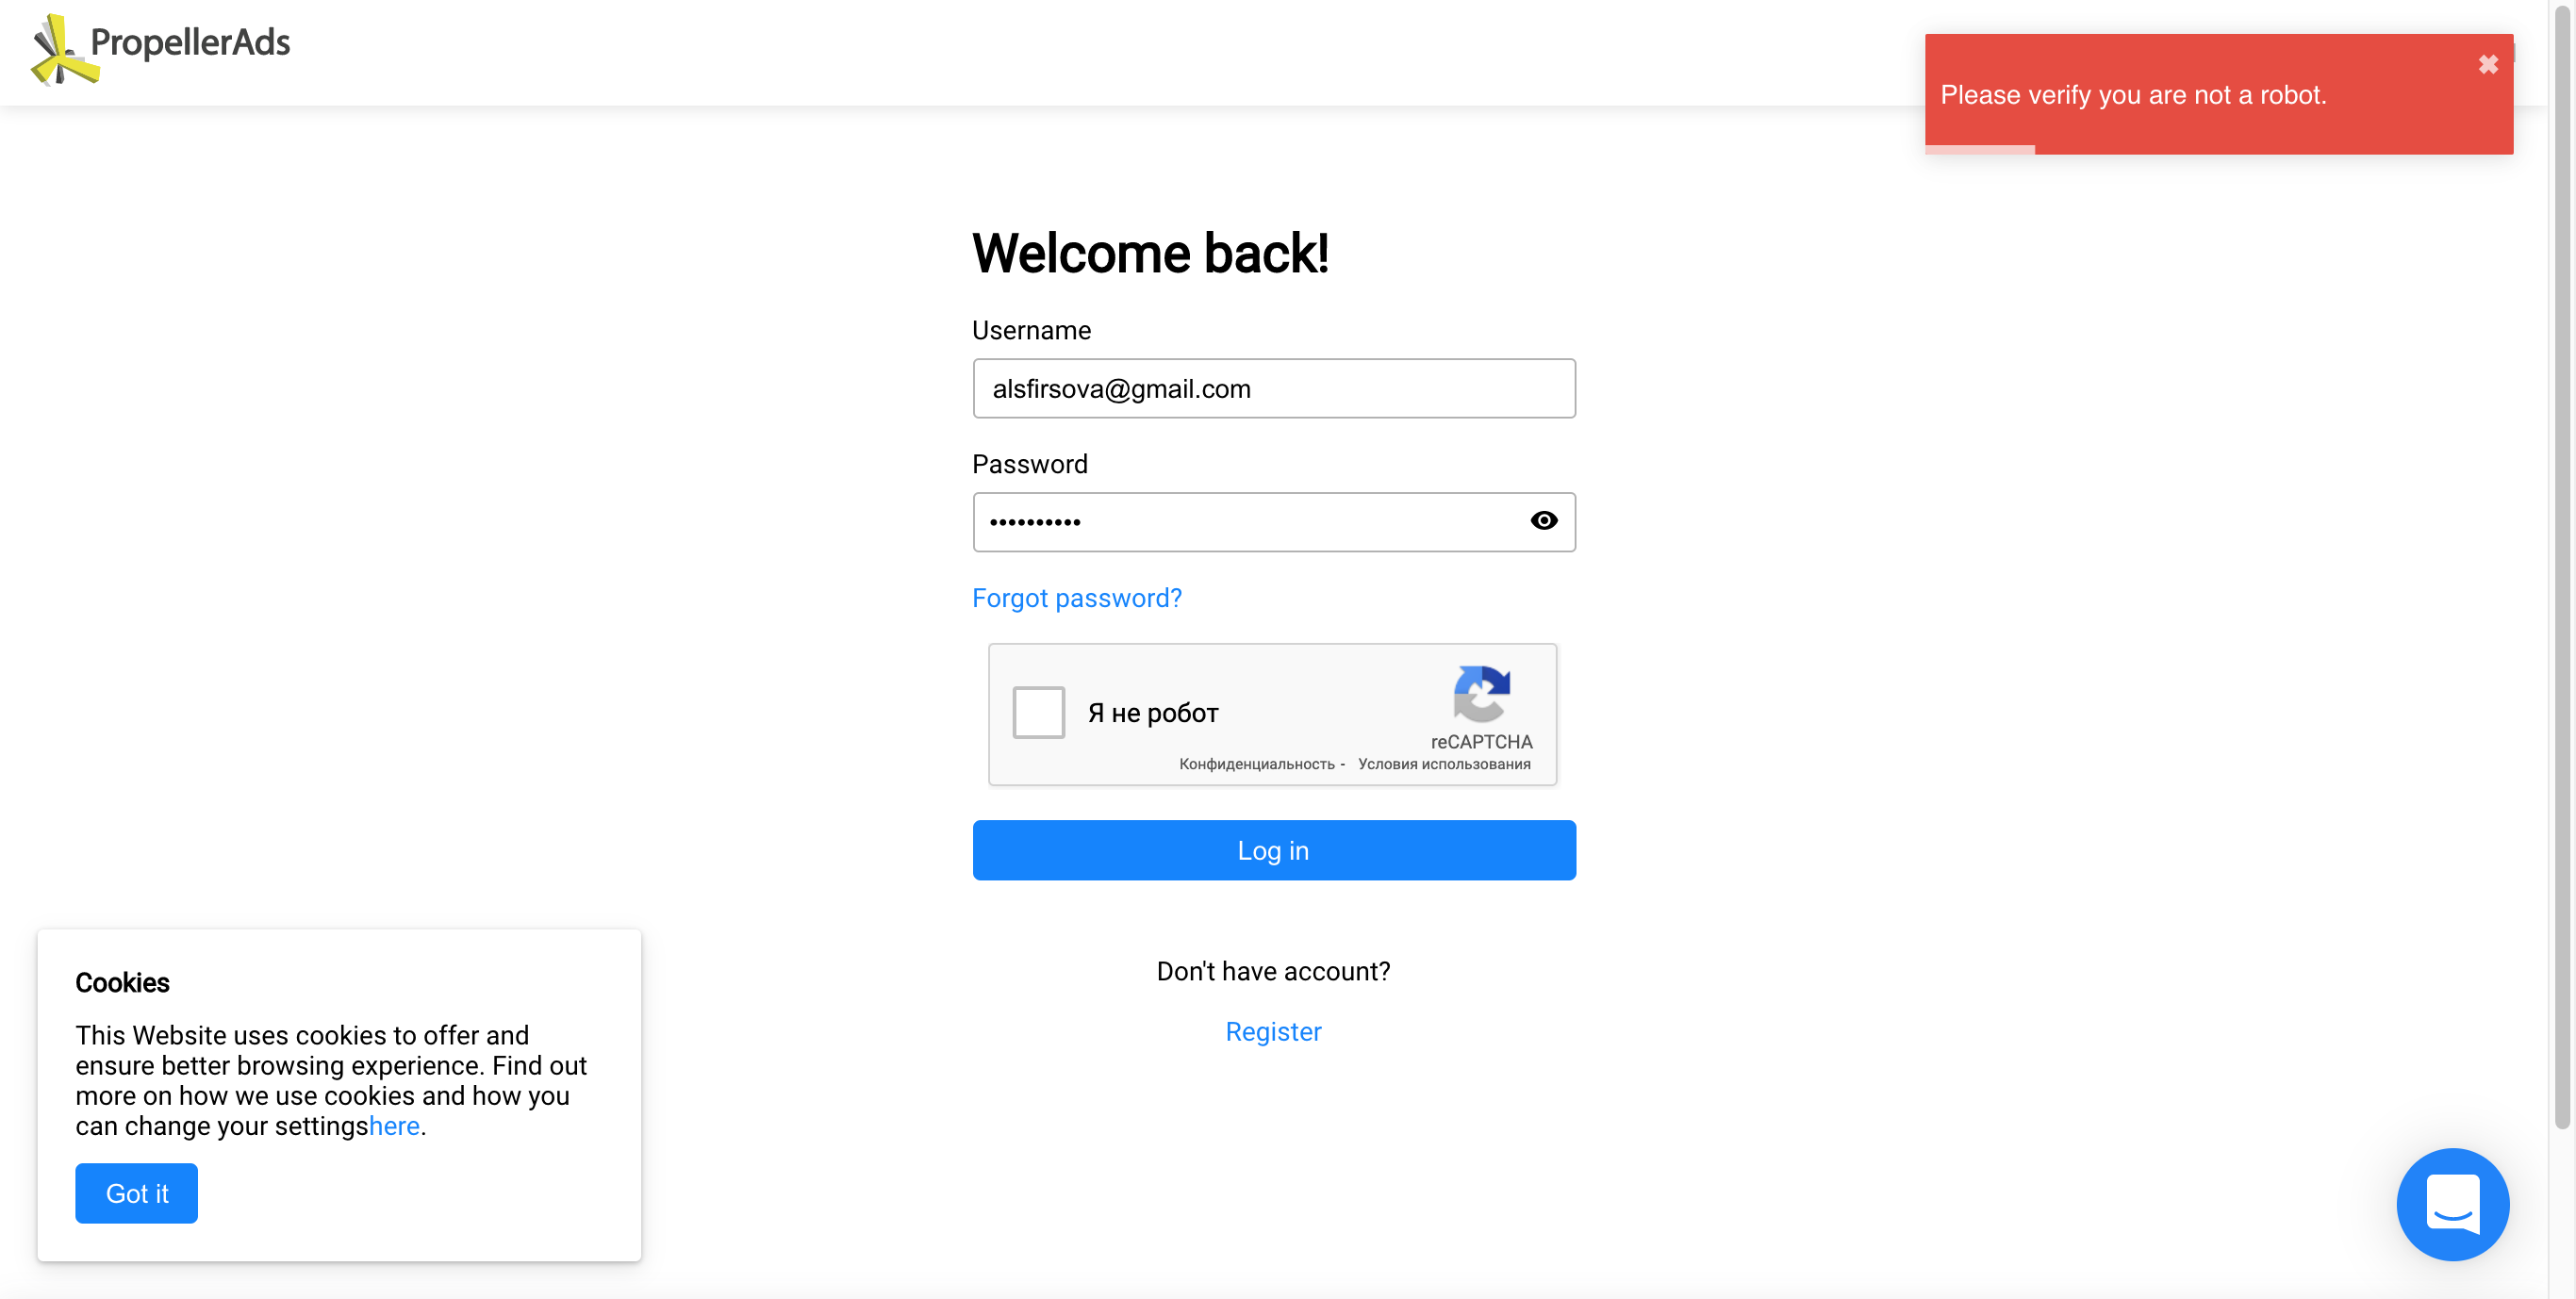 PropellerAds
Please verify you are not a robot.
Welcome back!
Username
alsfirsova@gmail.com
Password
Forgot password?
Я не робот
reCAPTCHA
Конфиденциальность - Условия использования
Log in
Don't have account?
Register
Cookies
This Website uses cookies to offer and
ensure better browsing experience. Find out
more on how we use cookies and how you
can change your settingshere.
Got it